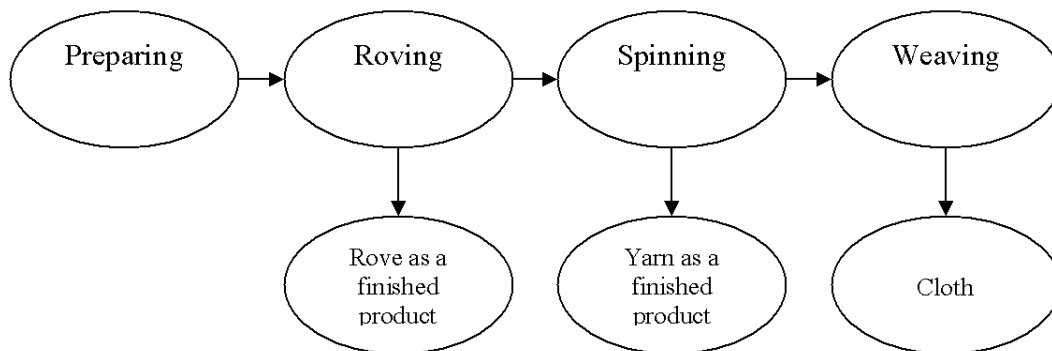 Preparing
Roving
Spinning
Weaving
Rove as a
finished
product
Yarn as a
finished
product
Cloth